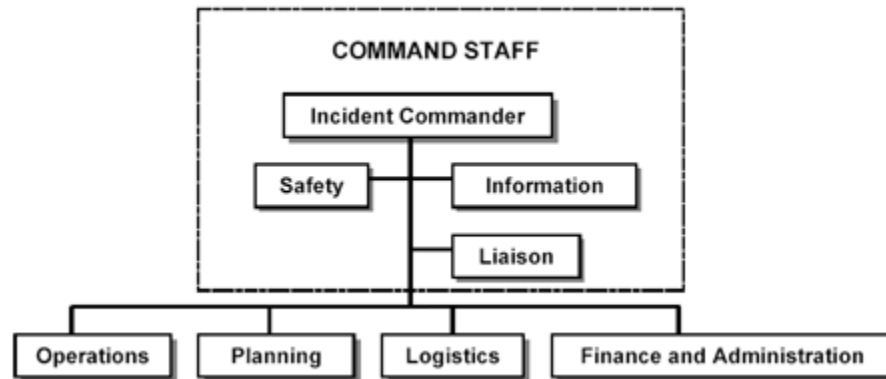 COMMAND STAFF
Incident Commander
Safety
Information
Liaison
Operations
Planning
Logistics
Finance and Administration